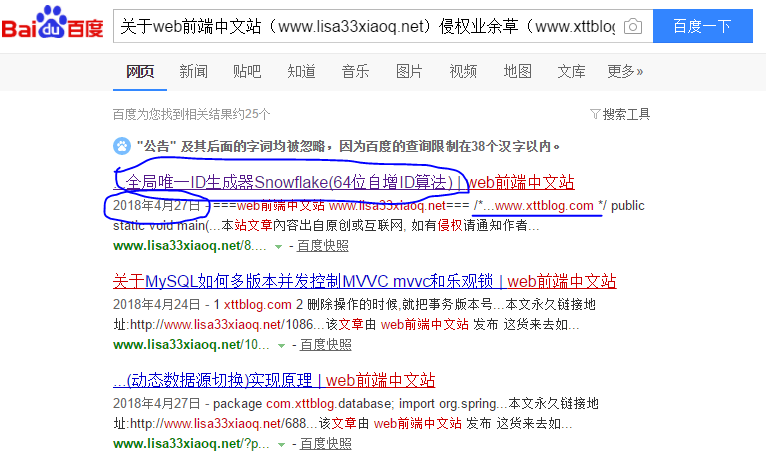 Bai du 百度
关于web前端中文站（www.lisa33xiaoq.net）侵权业余草（www.xttblog
百度一下
网页 新闻 贴吧 知道 音乐 图片 视频 地图 文库 更多»
百度为您找到相关结果约25个 搜索工具
"公告" 及其后面的字词均被忽略，因为百度的查询限制在38个汉字以内。
...全局唯一ID生成器Snowflake(64位自增ID算法) | web前端中文站
2018年4月27日 - ===web前端中文站 www.lisa33xiaoq.net=== /*...www.xttblog.com */ public
static void main(...本站文章内容出自原创或互联网, 如有侵权请通知作者...
www.lisa33xiaoq.net/8... - 百度快照
关于MySQL如何多版本并发控制MVVC mvvc和乐观锁 | web前端中文站
2018年4月24日 - 1 xttblog.com 2 删除操作的时候,就把事务版本号...本文永久链接地
址:http://www.lisa33xiaoq.net/1086...该文章由 web前端中文站 发布 这货来去如...
www.lisa33xiaoq.net/10... - 百度快照
...(动态数据源切换)实现原理 | web前端中文站
2018年4月27日 - package com.xttblog.database; import org.spring...本文永久链接地
址:http://www.lisa33xiaoq.net/688...该文章由 web前端中文站 发布 这货来去如...
www.lisa33xiaoq.net/?p... - 百度快照